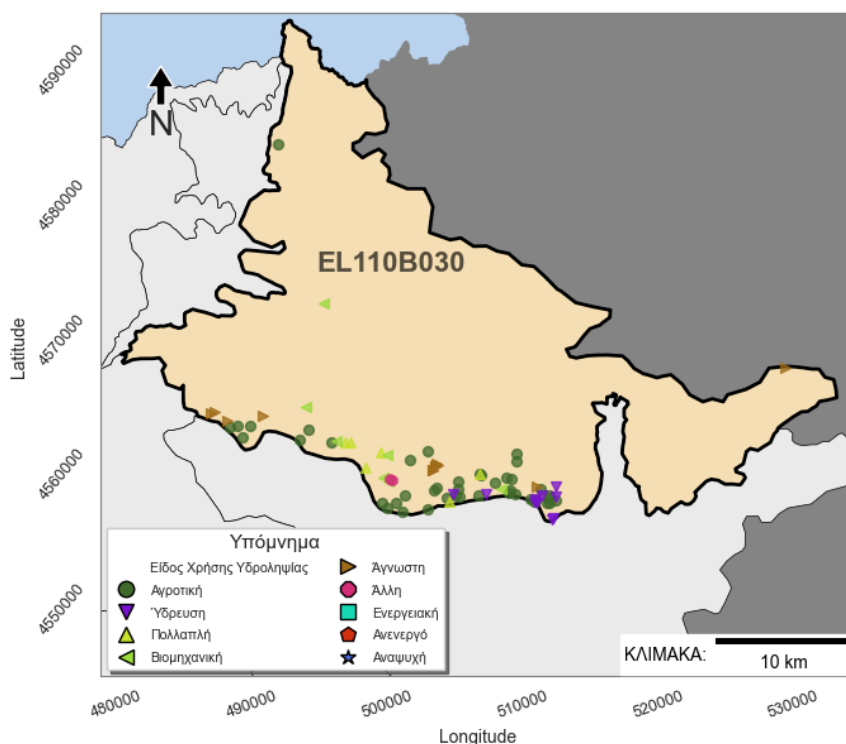 4590000
4580000
4570000
4560000
4550000
Latitude
N
EL110B030
Υπόμνημα
Είδος Χρήσης Υδροληψίας
Αγροτική
Ύδρευση
Πολλαπλή
Βιομηχανική
Άγνωστη
Άλλη
Ενεργειακή
Ανενεργό
Αναψυχή
ΚΛΙΜΑΚΑ:
10 km
480000
490000
500000
510000
520000
530000
Longitude